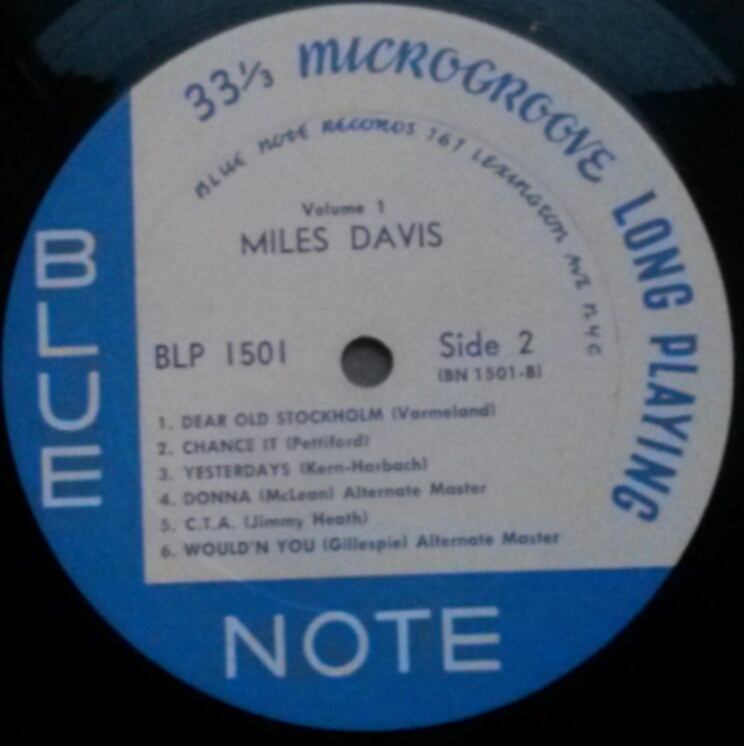 33⅓ MICROGROOVE LONG PLAYING
BLUE NOTE RECORDS 767 LEXINGTON AVE NYC
Volume 1
MILES DAVIS
BLP 1501
Side 2
(BN 1501-B)
1. DEAR OLD STOCKHOLM (Varmeland)
2. CHANCE IT (Pettiford)
3. YESTERDAYS (Kern-Harbach)
4. DONNA (McLean) Alternate Master
5. C.T.A. (Jimmy Heath)
6. WOULD'N YOU (Gillespie) Alternate Master
BLUE
NOTE